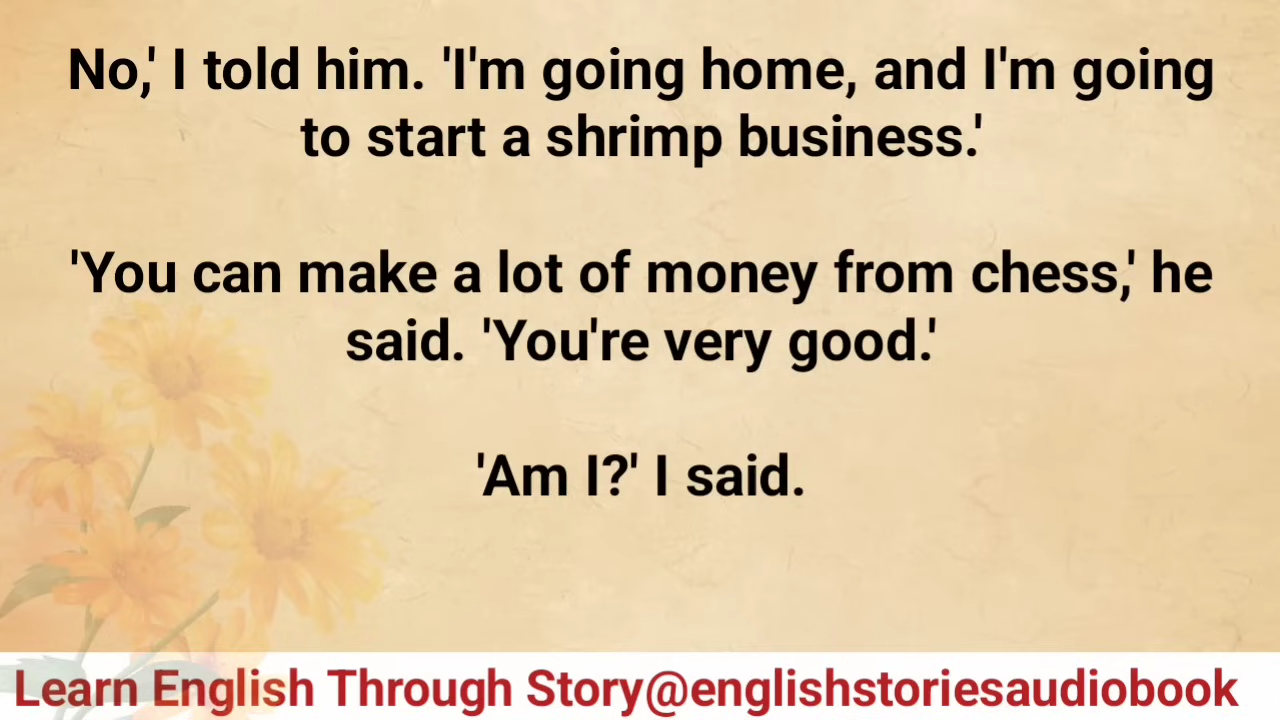 No,' I told him. 'I'm going home, and I'm going
to start a shrimp business.'
'You can make a lot of money from chess,' he
said. 'You're very good.'
'Am I?' I said.
Learn English Through Story@englishstoriesaudiobook